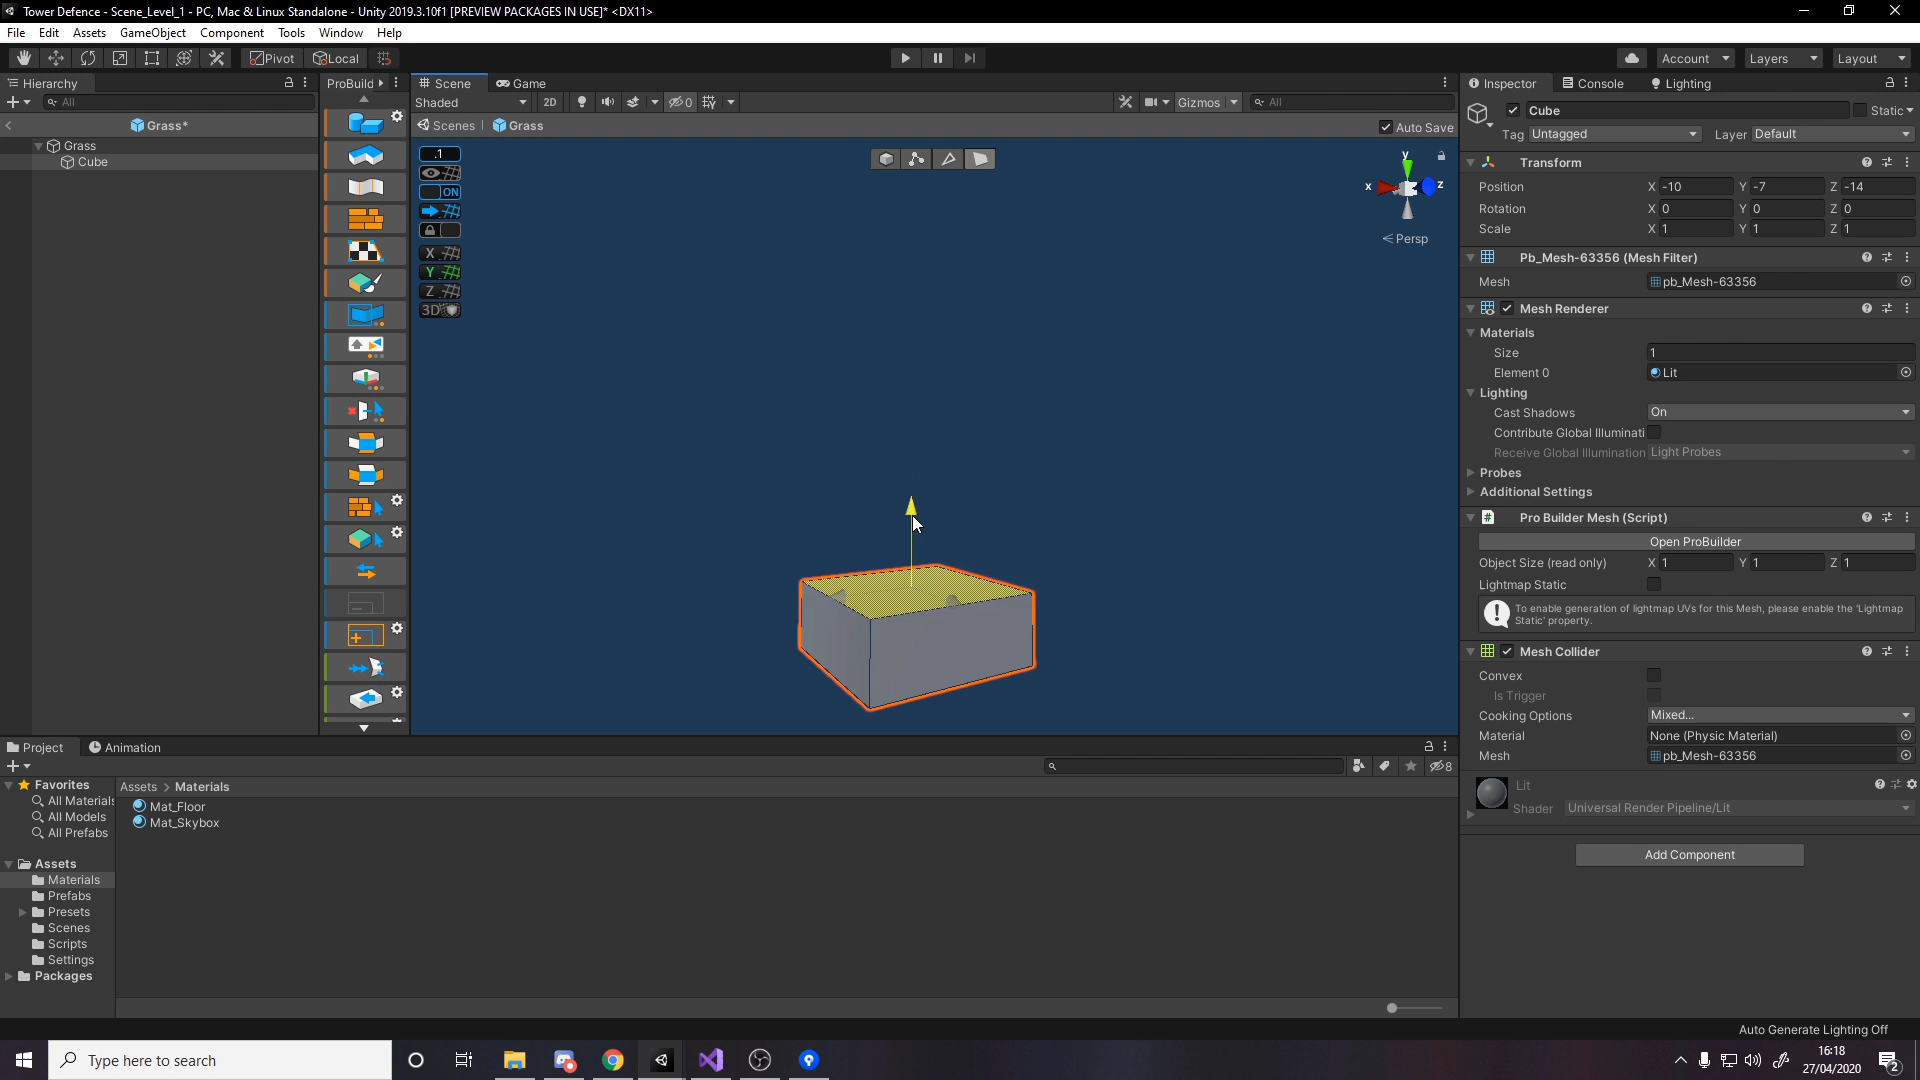 Tower Defence - Scene_Level_1 - PC, Mac & Linux Standalone - Unity 2019.3.10f1 [PREVIEW PACKAGES IN USE]* <DX11>
File Edit Assets GameObject Component Tools Window Help
Pivot Local Account Layers Layout
Hierarchy ProBuild Scene Game Inspector Console Lighting
All Shaded 2D 0 Gizmos All
Cube Static
Grass* Scenes Grass Auto Save
Tag Untagged Layer Default
Grass
Cube
.1
ON
X
Y
Z
3D
y
x
z
Persp
Transform
Position X -10 Y -7 Z -14
Rotation X 0 Y 0 Z 0
Scale X 1 Y 1 Z 1
Pb_Mesh-63356 (Mesh Filter)
Mesh pb_Mesh-63356
Mesh Renderer
Materials
Size 1
Element 0 Lit
Lighting
Cast Shadows On
Contribute Global Illuminati
Receive Global Illumination Light Probes
Probes
Additional Settings
Pro Builder Mesh (Script)
Open ProBuilder
Object Size (read only) X 1 Y 1 Z 1
Lightmap Static
To enable generation of lightmap UVs for this Mesh, please enable the 'Lightmap
Static' property.
Mesh Collider
Convex
Is Trigger
Cooking Options Mixed...
Material None (Physic Material)
Mesh pb_Mesh-63356
Lit
Shader Universal Render Pipeline/Lit
Add Component
Project Animation
8
Favorites
All Materials
All Models
All Prefabs
Assets
Materials
Prefabs
Presets
Scenes
Scripts
Settings
Packages
Assets > Materials
Mat_Floor
Mat_Skybox
Auto Generate Lighting Off
Type here to search
16:18
27/04/2020
2